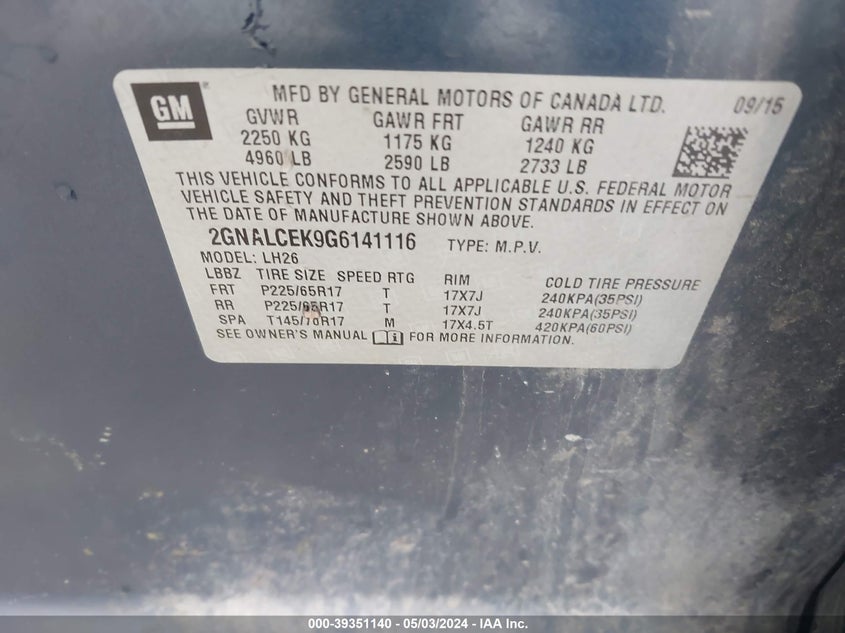 GM
MFD BY GENERAL MOTORS OF CANADA LTD. 09/15
GVWR GAWR FRT GAWR RR
2250 KG 1175 KG 1240 KG
4960 LB 2590 LB 2733 LB
THIS VEHICLE CONFORMS TO ALL APPLICABLE U.S. FEDERAL MOTOR
VEHICLE SAFETY AND THEFT PREVENTION STANDARDS IN EFFECT ON
THE DATE OF MANUFACTURE SHOWN ABOVE.
2GNALCEK9G6141116 TYPE: M.P.V.
MODEL: LH26
LBBZ TIRE SIZE SPEED RTG RIM COLD TIRE PRESSURE
FRT P225/65R17 T 17X7J 240KPA(35PSI)
RR P225/65R17 T 17X7J 240KPA(35PSI)
SPA T145/70R17 M 17X4.5T 420KPA(60PSI)
SEE OWNER'S MANUAL FOR MORE INFORMATION.
000-39351140 - 05/03/2024 - IAA Inc.